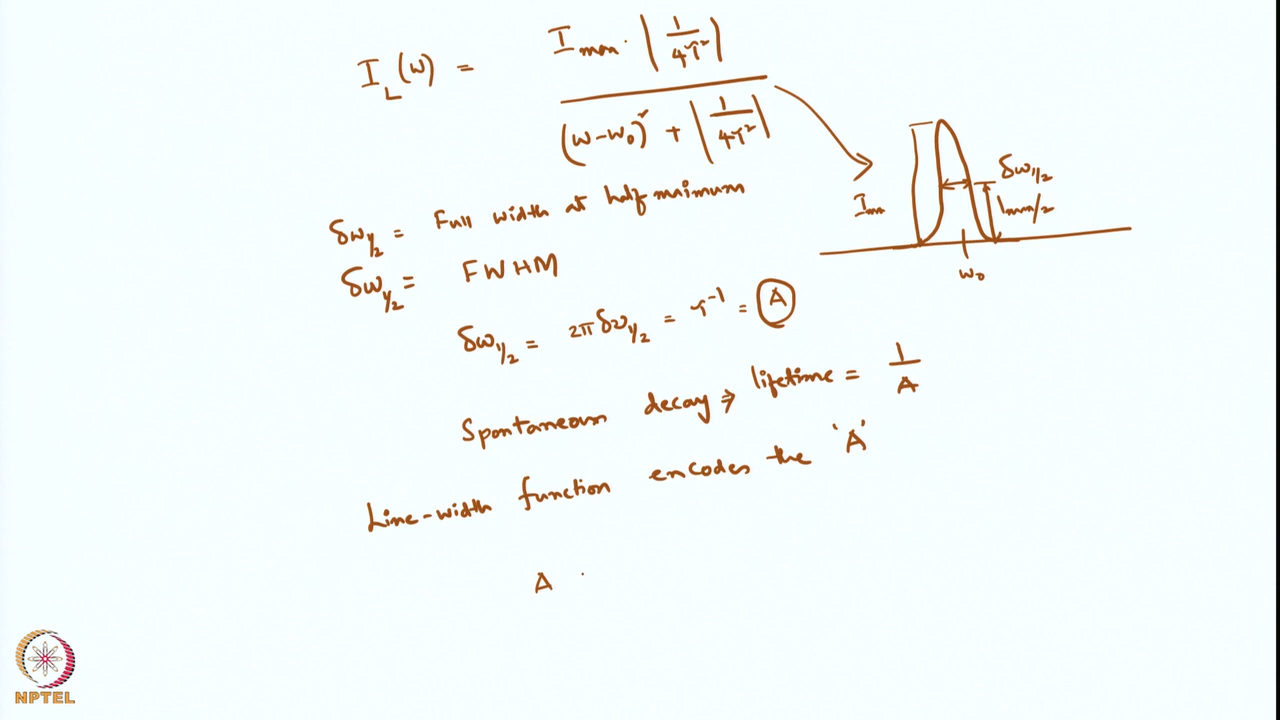 I_L(ω) = I_max · (1/4τ²) / ((ω-ω₀)² + (1/4τ²))
I_max
δω_1/2
I_max/2
ω₀
δω_1/2 = Full width at half maximum
δω_1/2 = FWHM
δω_1/2 = 2πδν_1/2 = τ⁻¹ = A
Spontaneous decay ⇒ lifetime = 1/A
Line-width function encodes the 'A'
A
NPTEL